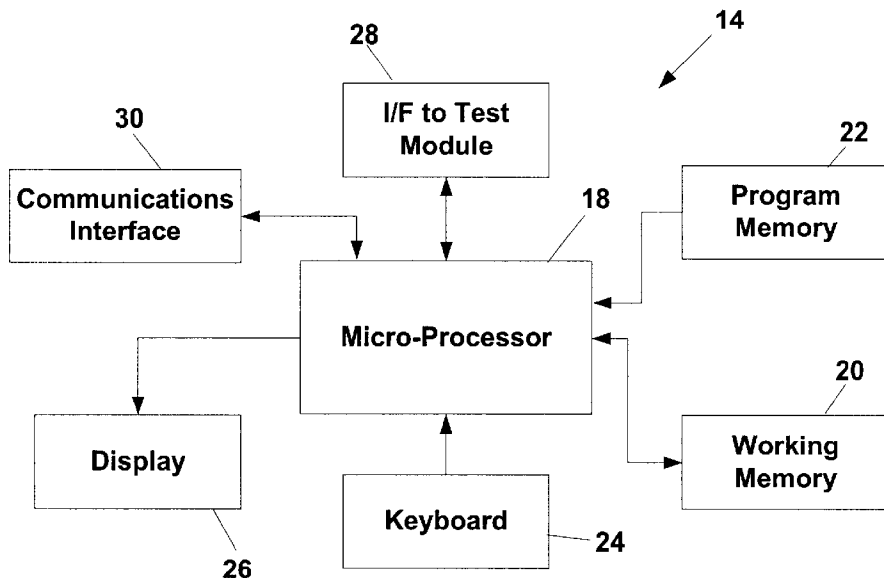 28
14
I/F to Test
Module
30
22
Communications
Interface
18
Program
Memory
Micro-Processor
20
Display
Working
Memory
Keyboard
26
24